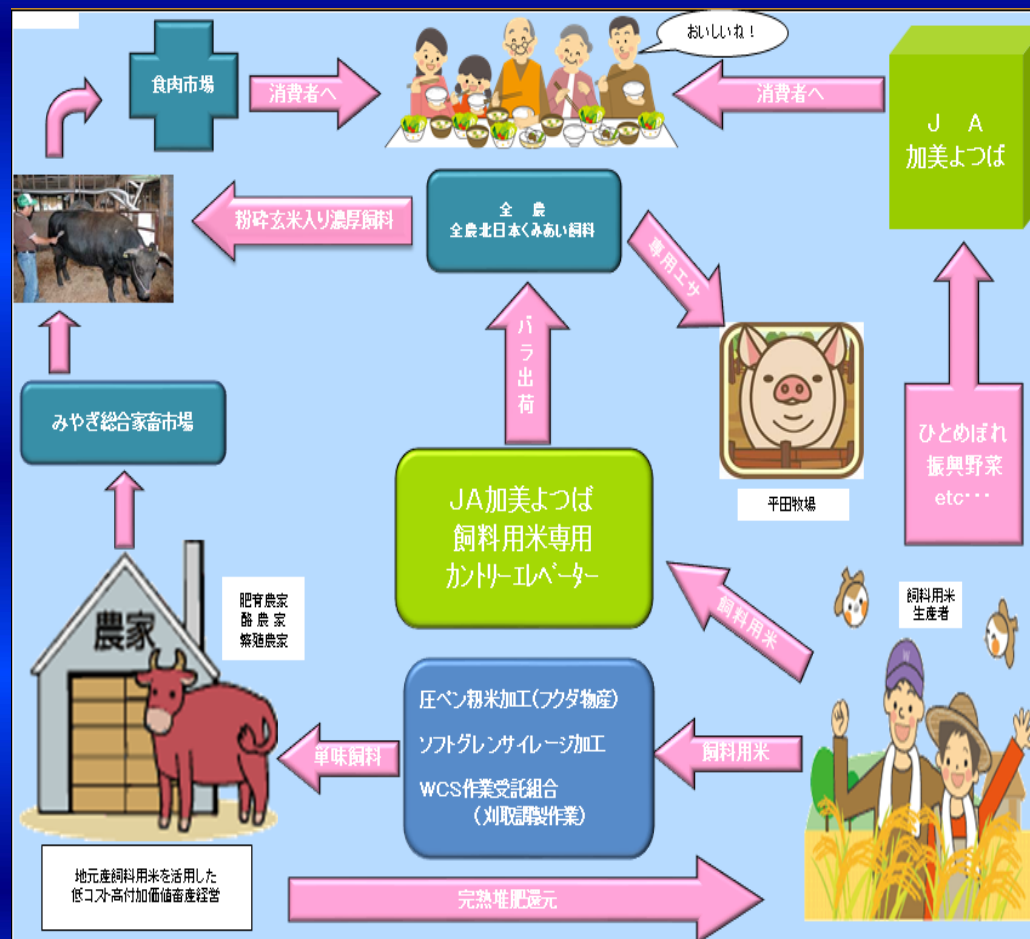 おいしいね!
食肉市場
消費者へ
消費者へ
J A
加美よつば
全 農
全農北日本くみあい飼料
粉砕玄米入り濃厚飼料
専用エサ
バラ出荷
みやぎ総合家畜市場
平田牧場
ひとめぼれ
振興野菜
etc…
JA加美よつば
飼料用米専用
カントリーエレベーター
飼料用米
飼料用米
生産者
肥育農家
酪農家
繁殖農家
農家
W
圧ペン籾米加工(フクダ物産)
ソフトグレンサイレージ加工
WCS作業受託組合
(刈取調製作業)
単味飼料
飼料用米
地元産飼料用米を活用した
低コスト高付加価値畜産経営
完熟堆肥還元